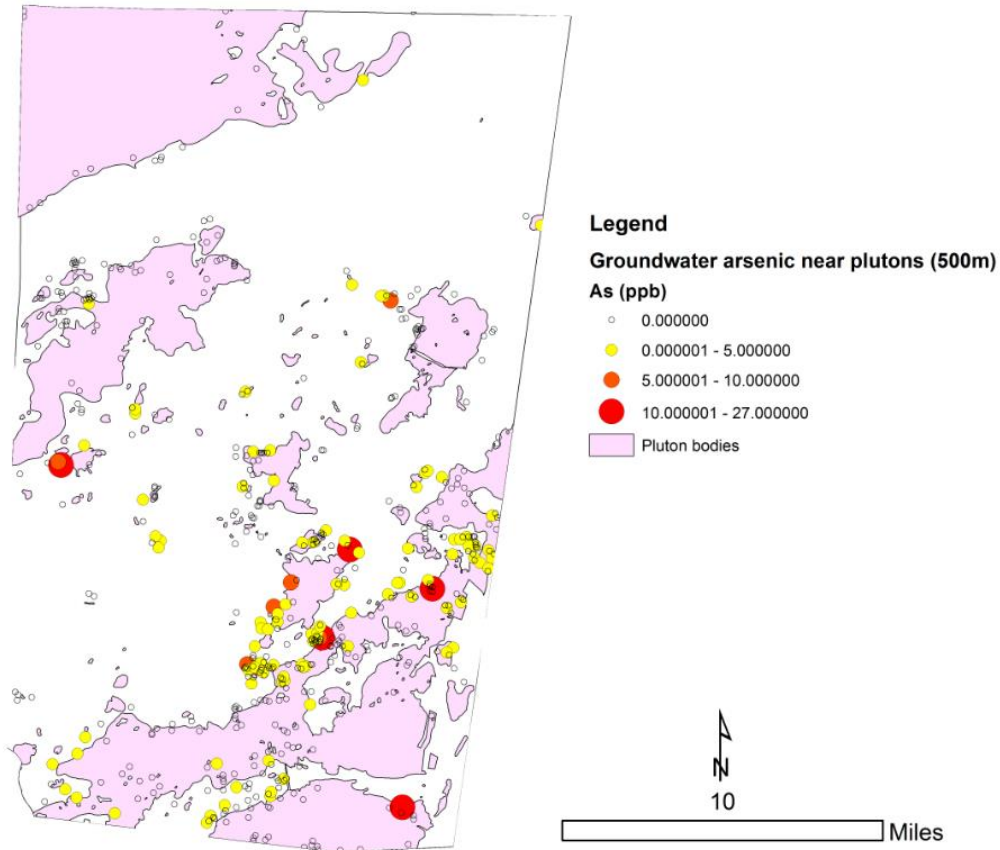 Legend
Groundwater arsenic near plutons (500m)
As (ppb)
0.000000
0.000001 - 5.000000
5.000001 - 10.000000
10.000001 - 27.000000
Pluton bodies
N
10
Miles